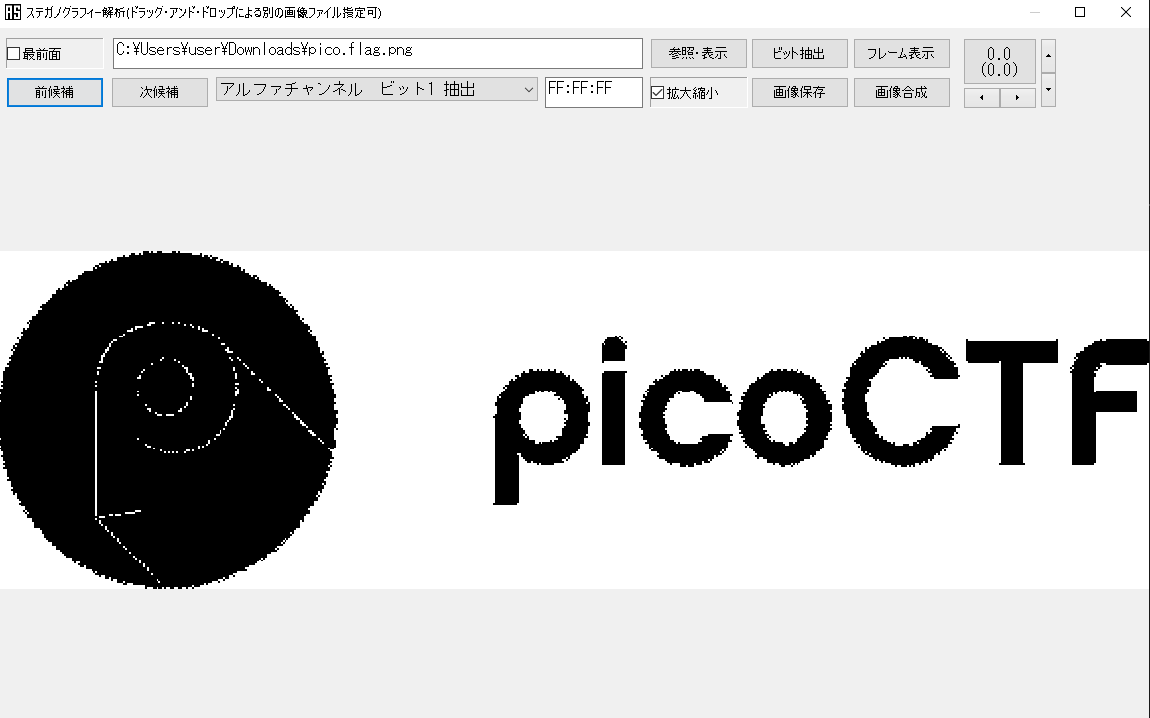 ステガノグラフィー解析(ドラッグ・アンド・ドロップによる別の画像ファイル指定可)
最前面
C:¥Users¥user¥Downloads¥pico.flag.png
参照・表示
ビット抽出
フレーム表示
0.0
(0.0)
前候補
次候補
アルファチャンネル　ビット1 抽出
FF:FF:FF
拡大縮小
画像保存
画像合成
picoCTF